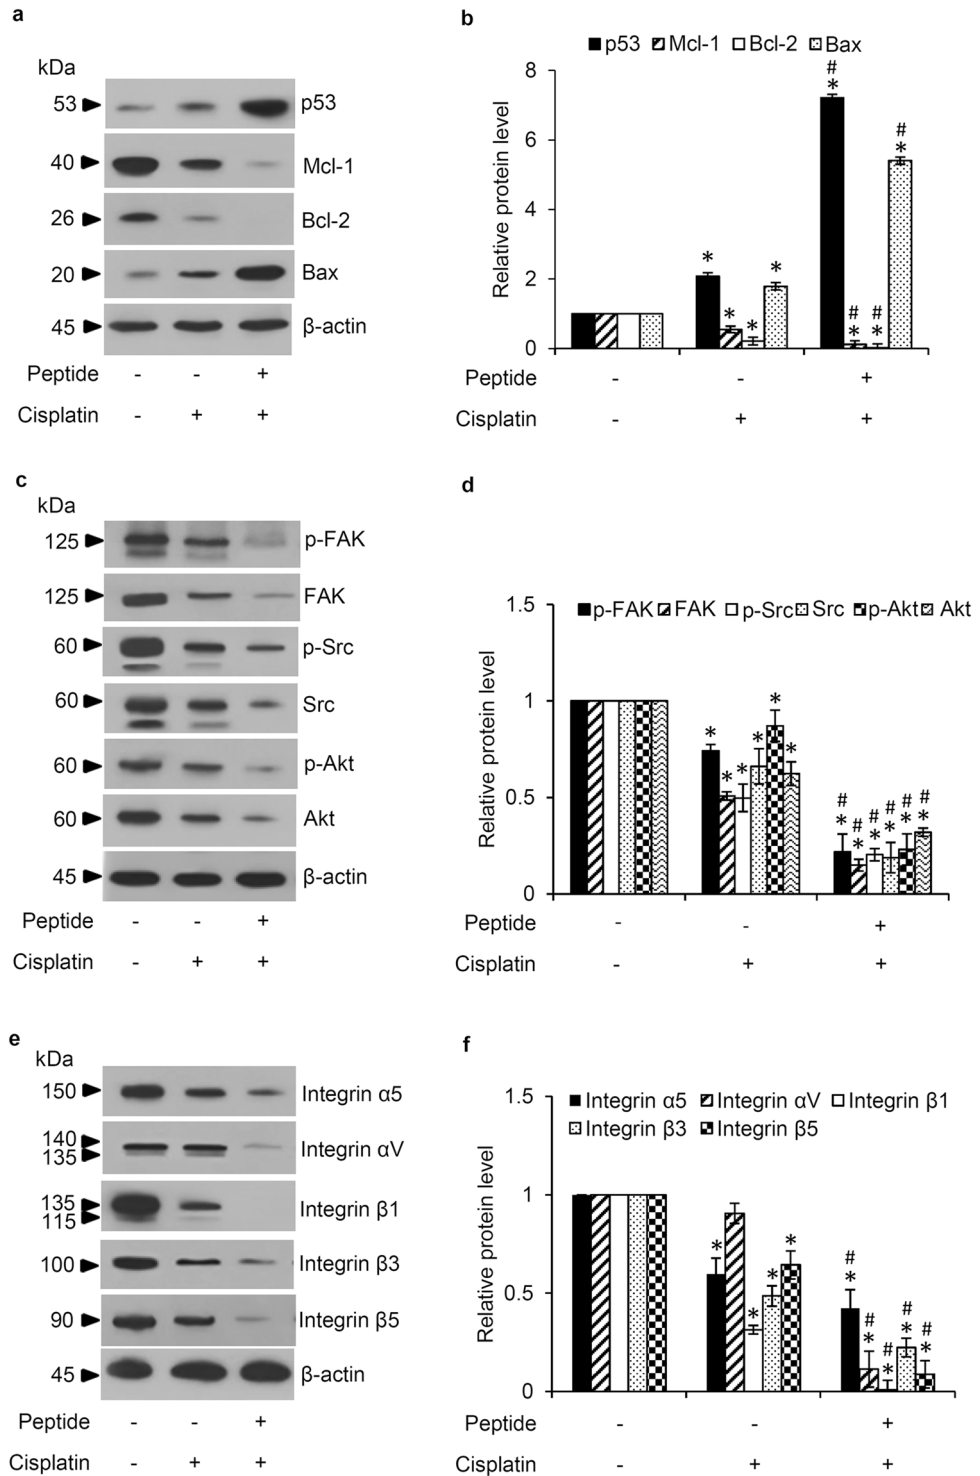 a
kDa
53 p53
40 Mcl-1
26 Bcl-2
20 Bax
45 β-actin
Peptide - - +
Cisplatin - + +
b
p53 Mcl-1 Bcl-2 Bax
Relative protein level
8
6
4
2
0
* * * *
# * # * # * # *
Peptide - - +
Cisplatin - + +
c
kDa
125 p-FAK
125 FAK
60 p-Src
60 Src
60 p-Akt
60 Akt
45 β-actin
Peptide - - +
Cisplatin - + +
d
p-FAK FAK p-Src Src p-Akt Akt
Relative protein level
1.5
1
0.5
0
* * * * * *
# * # * # * # * # * # *
Peptide - - +
Cisplatin - + +
e
kDa
150 Integrin α5
140
135 Integrin αV
135
115 Integrin β1
100 Integrin β3
90 Integrin β5
45 β-actin
Peptide - - +
Cisplatin - + +
f
Integrin α5 Integrin αV Integrin β1
Integrin β3 Integrin β5
Relative protein level
1.5
1
0.5
0
* * * *
# * # * # * # * # *
Peptide - - +
Cisplatin - + +